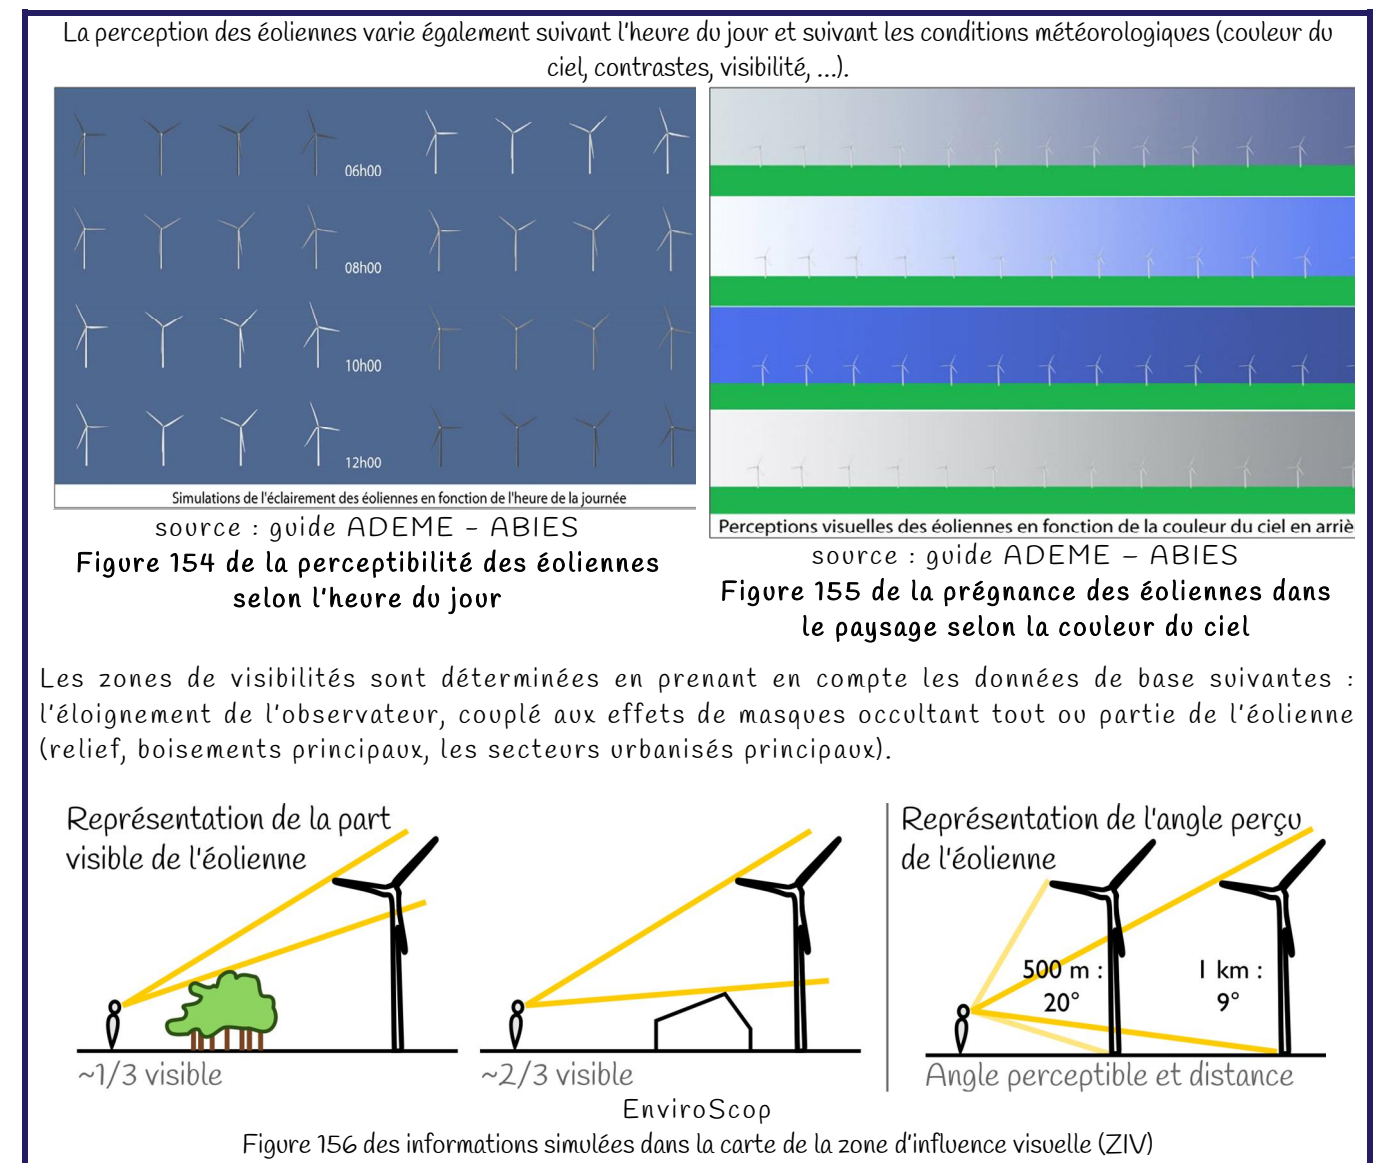 La perception des éoliennes varie également suivant l'heure du jour et suivant les conditions météorologiques (couleur du
ciel, contrastes, visibilité, ...).
06h00
08h00
10h00
12h00
Simulations de l'éclairement des éoliennes en fonction de l'heure de la journée
source : guide ADEME - ABIES
Figure 154 de la perceptibilité des éoliennes
selon l'heure du jour
Perceptions visuelles des éoliennes en fonction de la couleur du ciel en arriè
source : guide ADEME – ABIES
Figure 155 de la prégnance des éoliennes dans
le paysage selon la couleur du ciel
Les zones de visibilités sont déterminées en prenant en compte les données de base suivantes :
l'éloignement de l'observateur, couplé aux effets de masques occultant tout ou partie de l'éolienne
(relief, boisements principaux, les secteurs urbanisés principaux).
Représentation de la part
visible de l'éolienne
~1/3 visible
~2/3 visible
Représentation de l'angle perçu
de l'éolienne
500 m :
20°
1 km :
9°
Angle perceptible et distance
EnviroScop
Figure 156 des informations simulées dans la carte de la zone d'influence visuelle (ZIV)